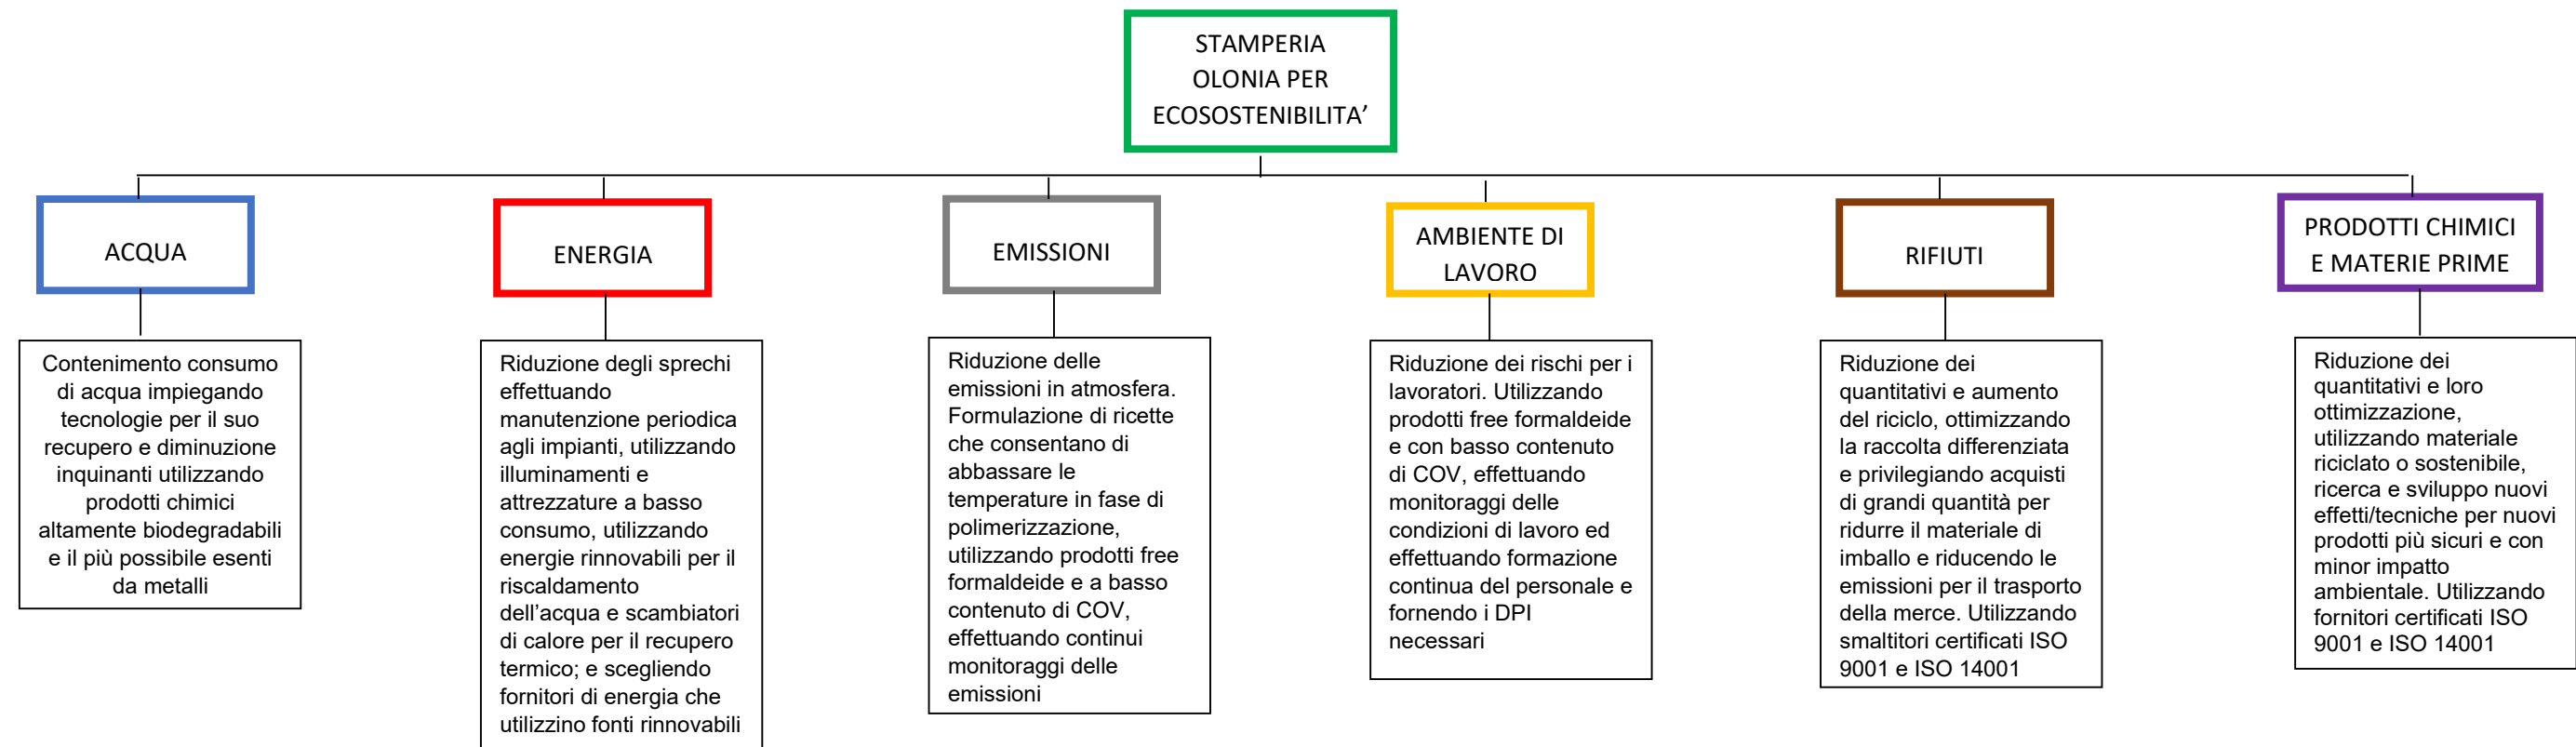 STAMPERIA
OLONIA PER
ECOSOSTENIBILITA’
ACQUA
Contenimento consumo
di acqua impiegando
tecnologie per il suo
recupero e diminuzione
inquinanti utilizzando
prodotti chimici
altamente biodegradabili
e il più possibile esenti
da metalli
ENERGIA
Riduzione degli sprechi
effettuando
manutenzione periodica
agli impianti, utilizzando
illuminamenti e
attrezzature a basso
consumo, utilizzando
energie rinnovabili per il
riscaldamento
dell’acqua e scambiatori
di calore per il recupero
termico; e scegliendo
fornitori di energia che
utilizzino fonti rinnovabili
EMISSIONI
Riduzione delle
emissioni in atmosfera.
Formulazione di ricette
che consentano di
abbassare le
temperature in fase di
polimerizzazione,
utilizzando prodotti free
formaldeide e a basso
contenuto di COV,
effettuando continui
monitoraggi delle
emissioni
AMBIENTE DI
LAVORO
Riduzione dei rischi per i
lavoratori. Utilizzando
prodotti free formaldeide
e con basso contenuto
di COV, effettuando
monitoraggi delle
condizioni di lavoro ed
effettuando formazione
continua del personale e
fornendo i DPI
necessari
RIFIUTI
Riduzione dei
quantitativi e aumento
del riciclo, ottimizzando
la raccolta differenziata
e privilegiando acquisti
di grandi quantità per
ridurre il materiale di
imballo e riducendo le
emissioni per il trasporto
della merce. Utilizzando
smaltitori certificati ISO
9001 e ISO 14001
PRODOTTI CHIMICI
E MATERIE PRIME
Riduzione dei
quantitativi e loro
ottimizzazione,
utilizzando materiale
riciclato o sostenibile,
ricerca e sviluppo nuovi
effetti/tecniche per nuovi
prodotti più sicuri e con
minor impatto
ambientale. Utilizzando
fornitori certificati ISO
9001 e ISO 14001